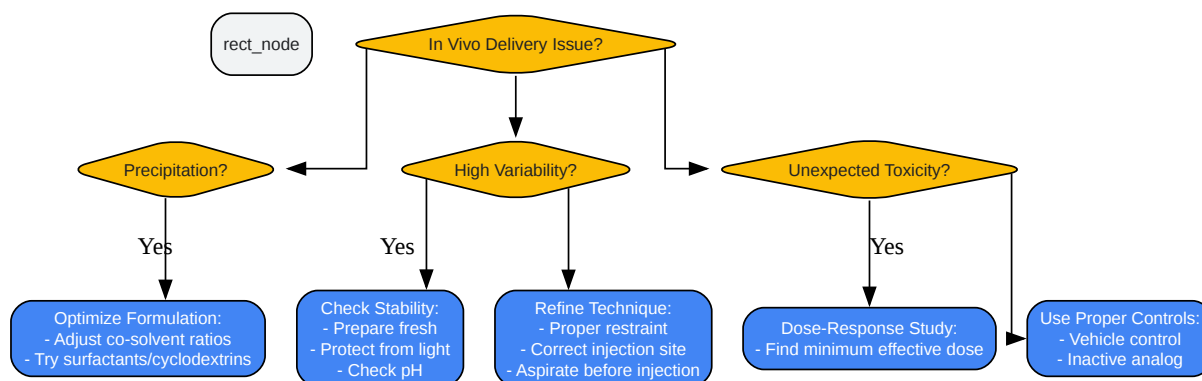 rect_node
In Vivo Delivery Issue?
Precipitation?
High Variability?
Unexpected Toxicity?
Yes
Yes
Yes
Optimize Formulation:
- Adjust co-solvent ratios
- Try surfactants/cyclodextrins
Check Stability:
- Prepare fresh
- Protect from light
- Check pH
Refine Technique:
- Proper restraint
- Correct injection site
- Aspirate before injection
Dose-Response Study:
- Find minimum effective dose
Use Proper Controls:
- Vehicle control
- Inactive analog